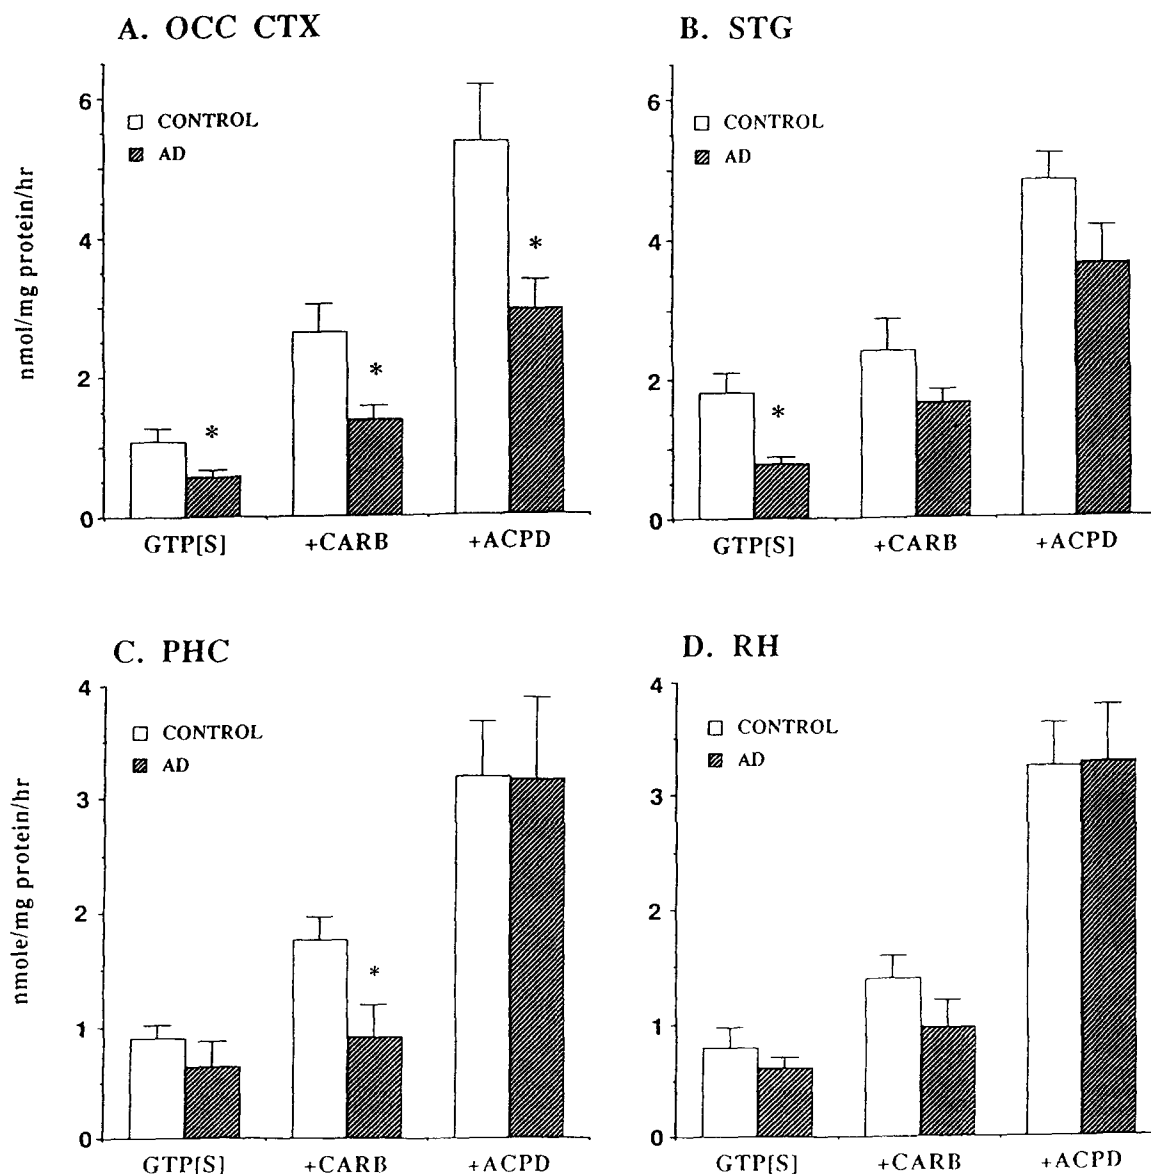 A. OCC CTX
nmol/mg protein/hr
6
4
2
0
CONTROL
AD
*
*
*
GTP[S]
+CARB
+ACPD
B. STG
6
4
2
0
CONTROL
AD
*
GTP[S]
+CARB
+ACPD
C. PHC
nmole/mg protein/hr
4
3
2
1
0
CONTROL
AD
*
GTP[S]
+CARB
+ACPD
D. RH
4
3
2
1
0
CONTROL
AD
GTP[S]
+CARB
+ACPD